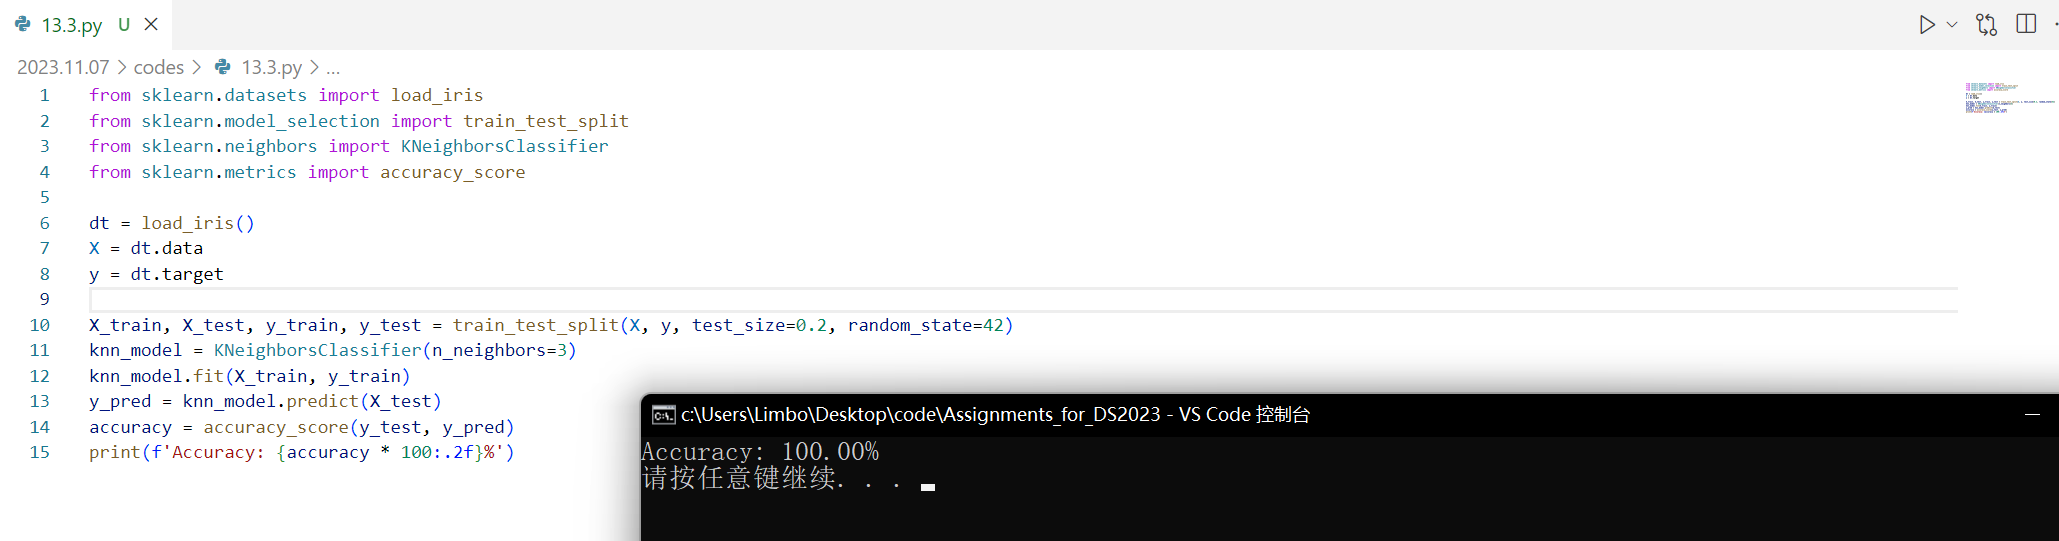 13.3.py U
2023.11.07 > codes > 13.3.py > ...
1 from sklearn.datasets import load_iris
2 from sklearn.model_selection import train_test_split
3 from sklearn.neighbors import KNeighborsClassifier
4 from sklearn.metrics import accuracy_score
5
6 dt = load_iris()
7 X = dt.data
8 y = dt.target
9
10 X_train, X_test, y_train, y_test = train_test_split(X, y, test_size=0.2, random_state=42)
11 knn_model = KNeighborsClassifier(n_neighbors=3)
12 knn_model.fit(X_train, y_train)
13 y_pred = knn_model.predict(X_test)
14 accuracy = accuracy_score(y_test, y_pred)
15 print(f'Accuracy: {accuracy * 100:.2f}%')
c:\Users\Limbo\Desktop\code\Assignments_for_DS2023 - VS Code 控制台
Accuracy: 100.00%
请按任意键继续. . .